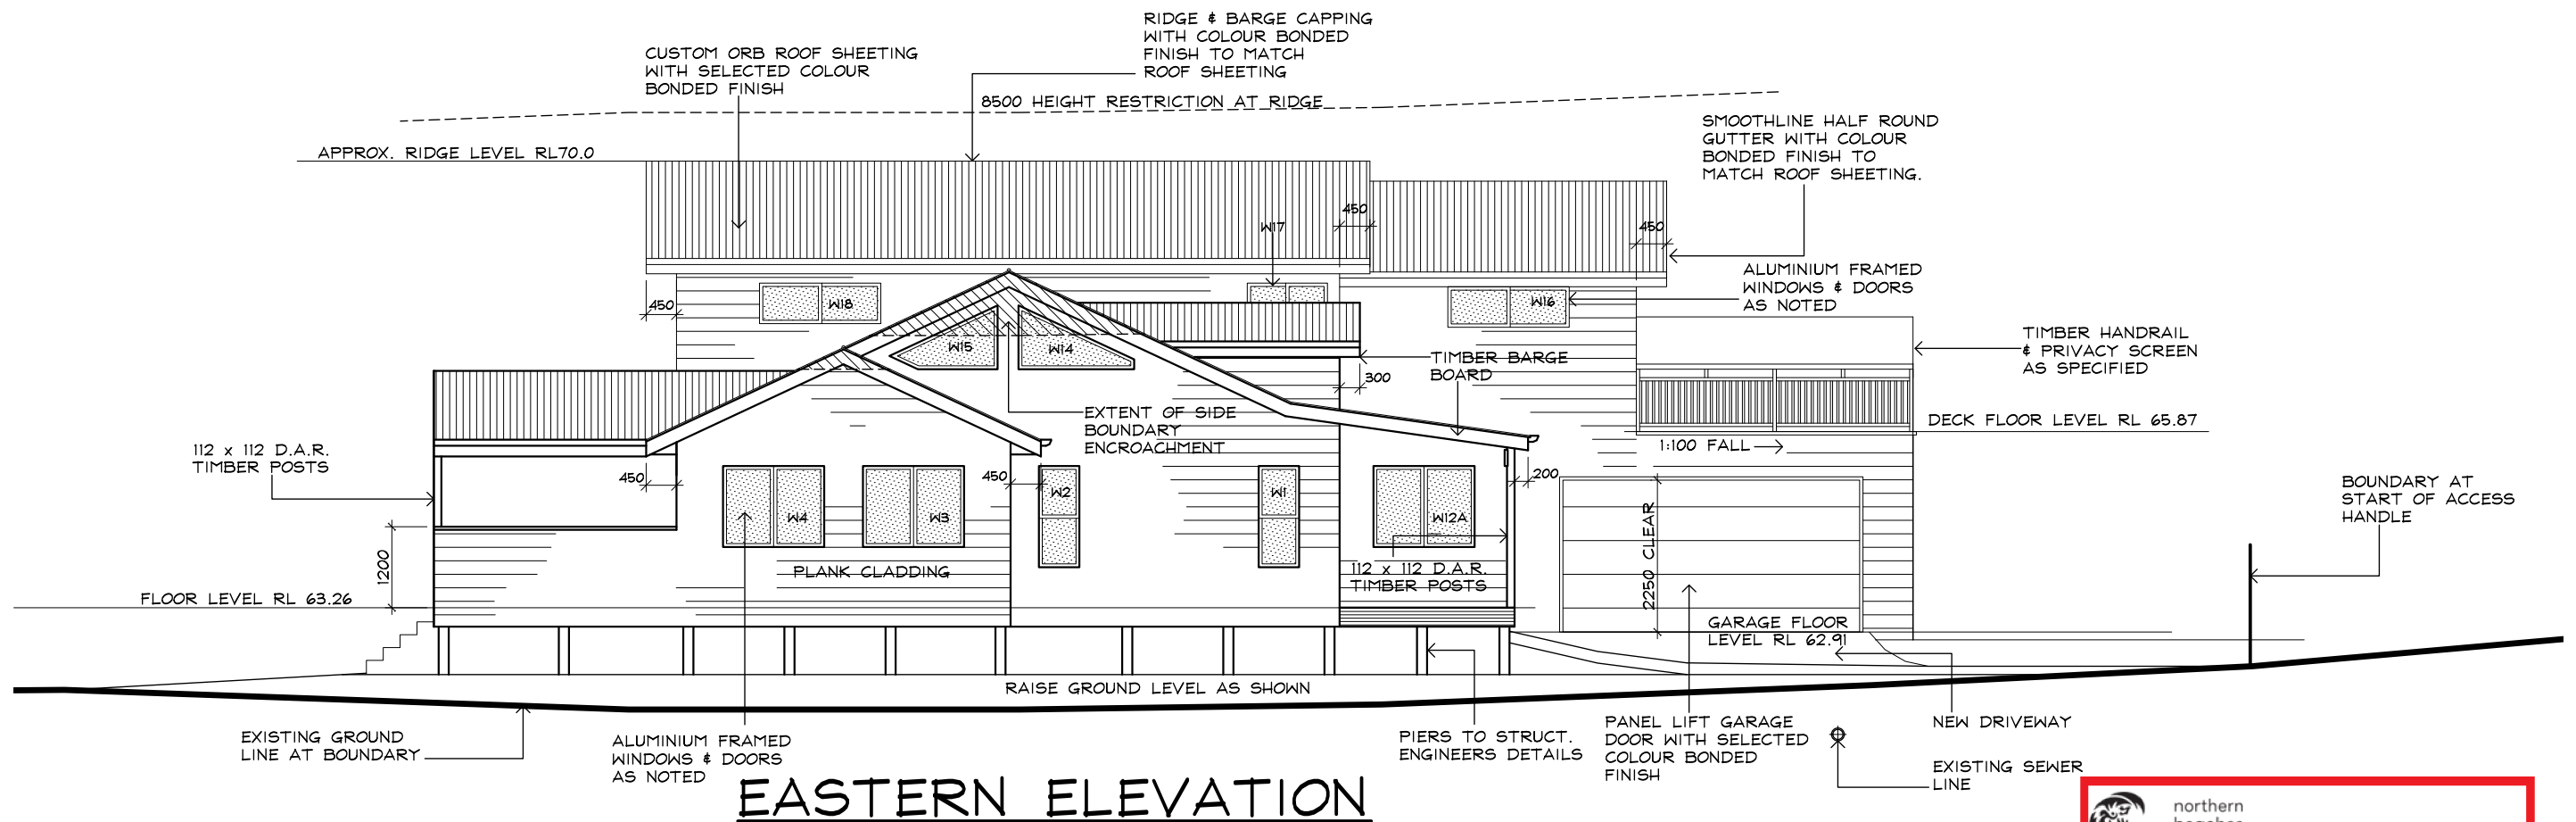 RIDGE & BARGE CAPPING
WITH COLOUR BONDED
FINISH TO MATCH
ROOF SHEETING
CUSTOM ORB ROOF SHEETING
WITH SELECTED COLOUR
BONDED FINISH
8500 HEIGHT RESTRICTION AT RIDGE
SMOOTHLINE HALF ROUND
GUTTER WITH COLOUR
BONDED FINISH TO
MATCH ROOF SHEETING.
APPROX. RIDGE LEVEL RL70.0
450
W17
450
ALUMINIUM FRAMED
WINDOWS & DOORS
AS NOTED
450
W18
W16
TIMBER HANDRAIL
& PRIVACY SCREEN
AS SPECIFIED
W15
W14
TIMBER BARGE
BOARD
300
EXTENT OF SIDE
BOUNDARY
ENCROACHMENT
DECK FLOOR LEVEL RL 65.87
1:100 FALL
112 x 112 D.A.R.
TIMBER POSTS
450
450
200
W2
W1
BOUNDARY AT
START OF ACCESS
HANDLE
W4
W3
W12A
2250 CLEAR
1200
PLANK CLADDING
112 x 112 D.A.R.
TIMBER POSTS
FLOOR LEVEL RL 63.26
GARAGE FLOOR
LEVEL RL 62.91
RAISE GROUND LEVEL AS SHOWN
EXISTING GROUND
LINE AT BOUNDARY
ALUMINIUM FRAMED
WINDOWS & DOORS
AS NOTED
PIERS TO STRUCT.
ENGINEERS DETAILS
PANEL LIFT GARAGE
DOOR WITH SELECTED
COLOUR BONDED
FINISH
NEW DRIVEWAY
EXISTING SEWER
LINE
EASTERN ELEVATION
northern